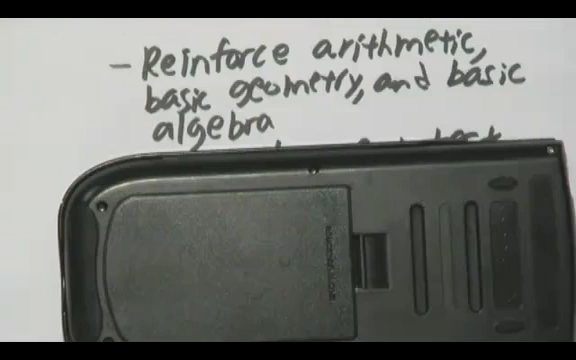 - Reinforce arithmetic,
basic geometry, and basic
algebra